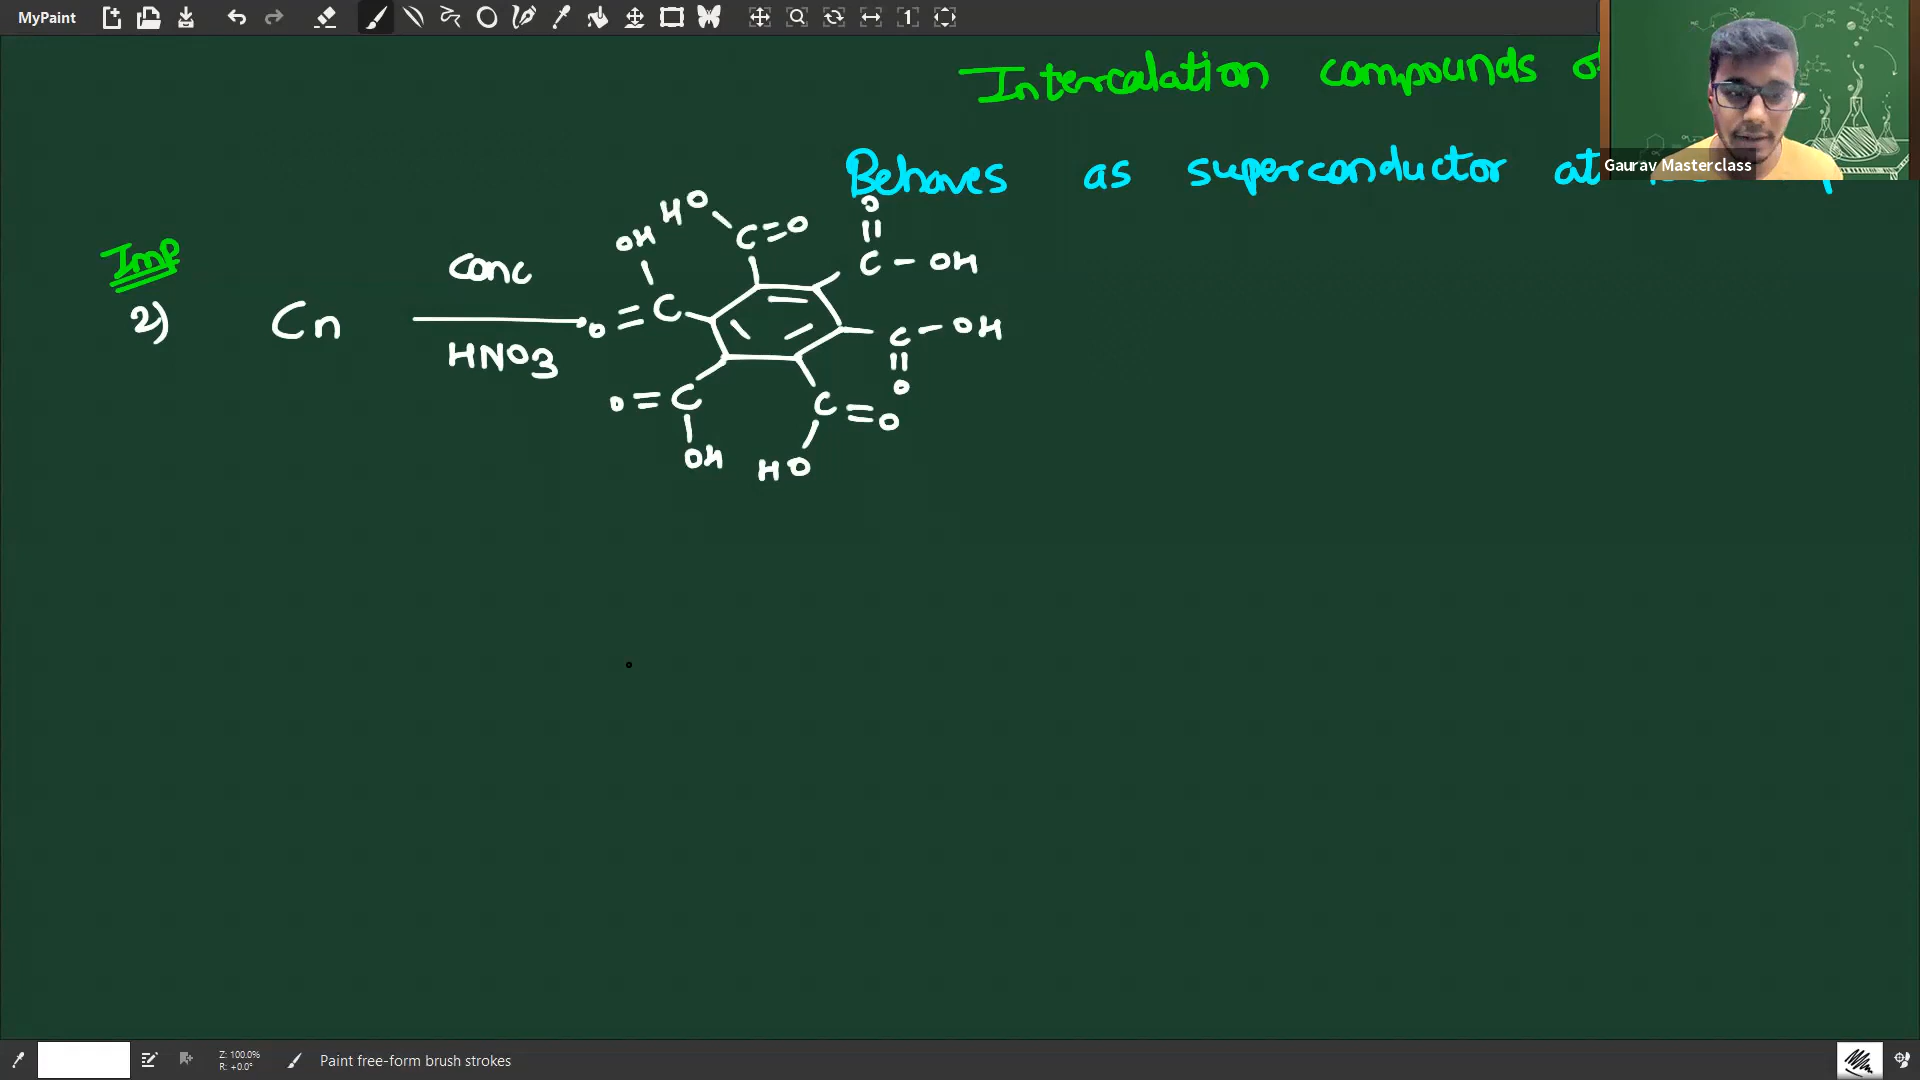 MyPaint
Intercalation compounds
Gaurav Masterclass
Behaves as superconductor at
Imp
2) Cn conc HNO3
HO OH C=O O C-OH
O=C C-OH O
O=C C=O
OH HO
Z: 100.0%
R: +0.0°
Paint free-form brush strokes